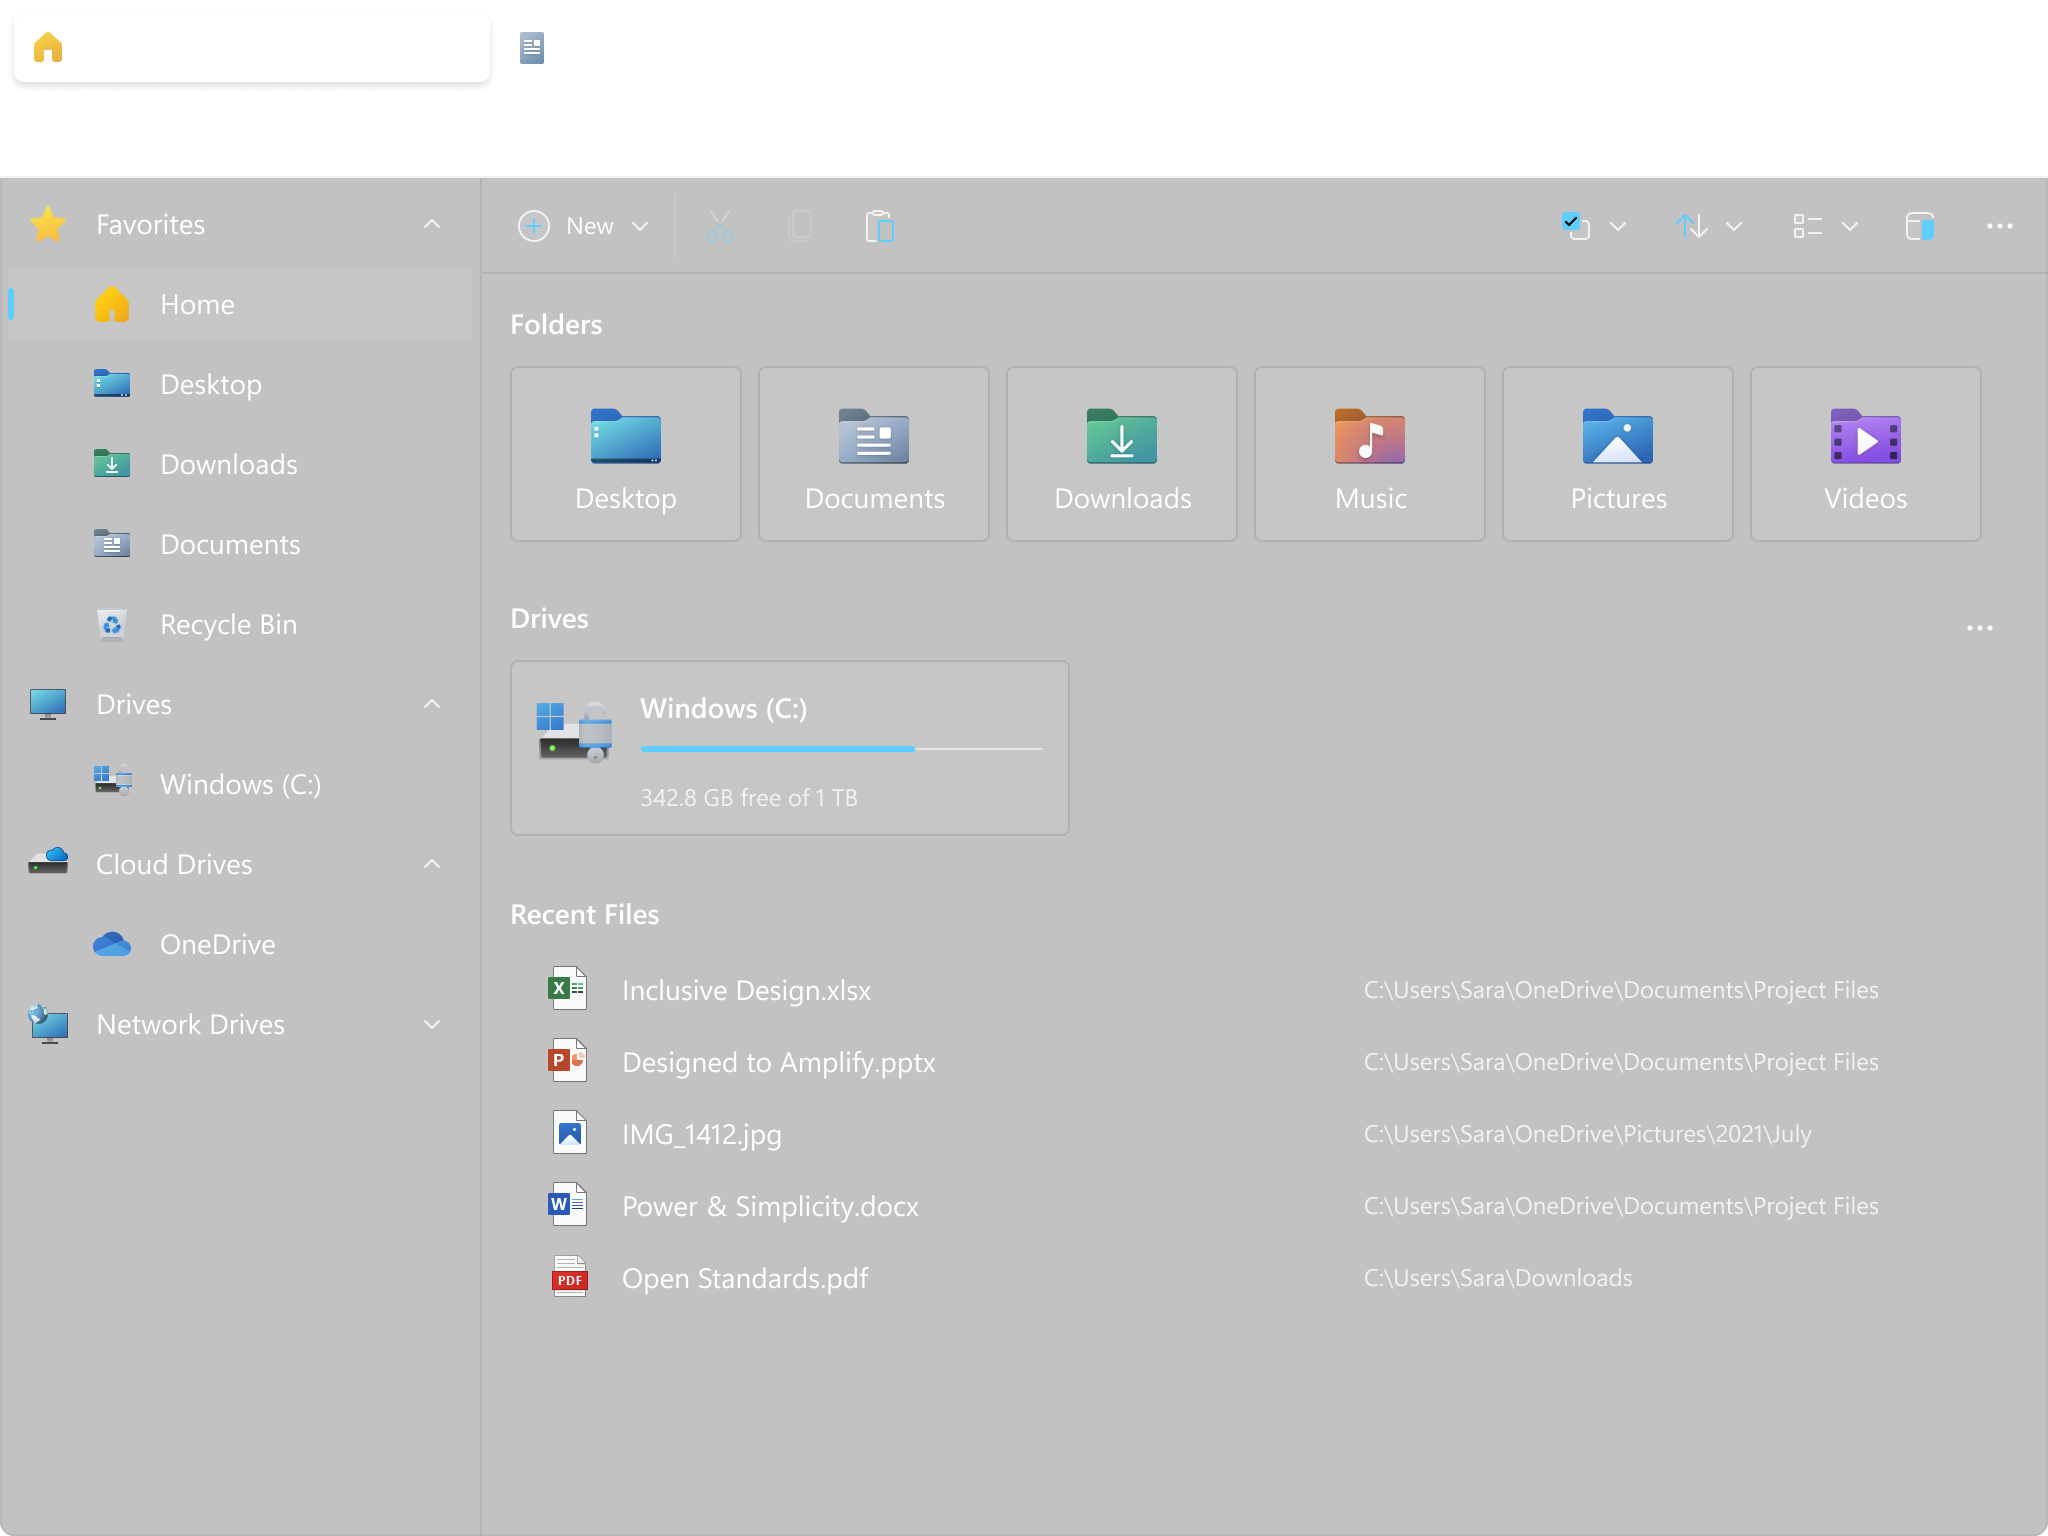 Favorites
Home
Desktop
Downloads
Documents
Recycle Bin
Drives
Windows (C:)
Cloud Drives
OneDrive
Network Drives
New
Folders
Desktop
Documents
Downloads
Music
Pictures
Videos
Drives
Windows (C:)
342.8 GB free of 1 TB
Recent Files
X
Inclusive Design.xlsx
C:\Users\Sara\OneDrive\Documents\Project Files
P
Designed to Amplify.pptx
C:\Users\Sara\OneDrive\Documents\Project Files
IMG_1412.jpg
C:\Users\Sara\OneDrive\Pictures\2021\July
W
Power & Simplicity.docx
C:\Users\Sara\OneDrive\Documents\Project Files
PDF
Open Standards.pdf
C:\Users\Sara\Downloads